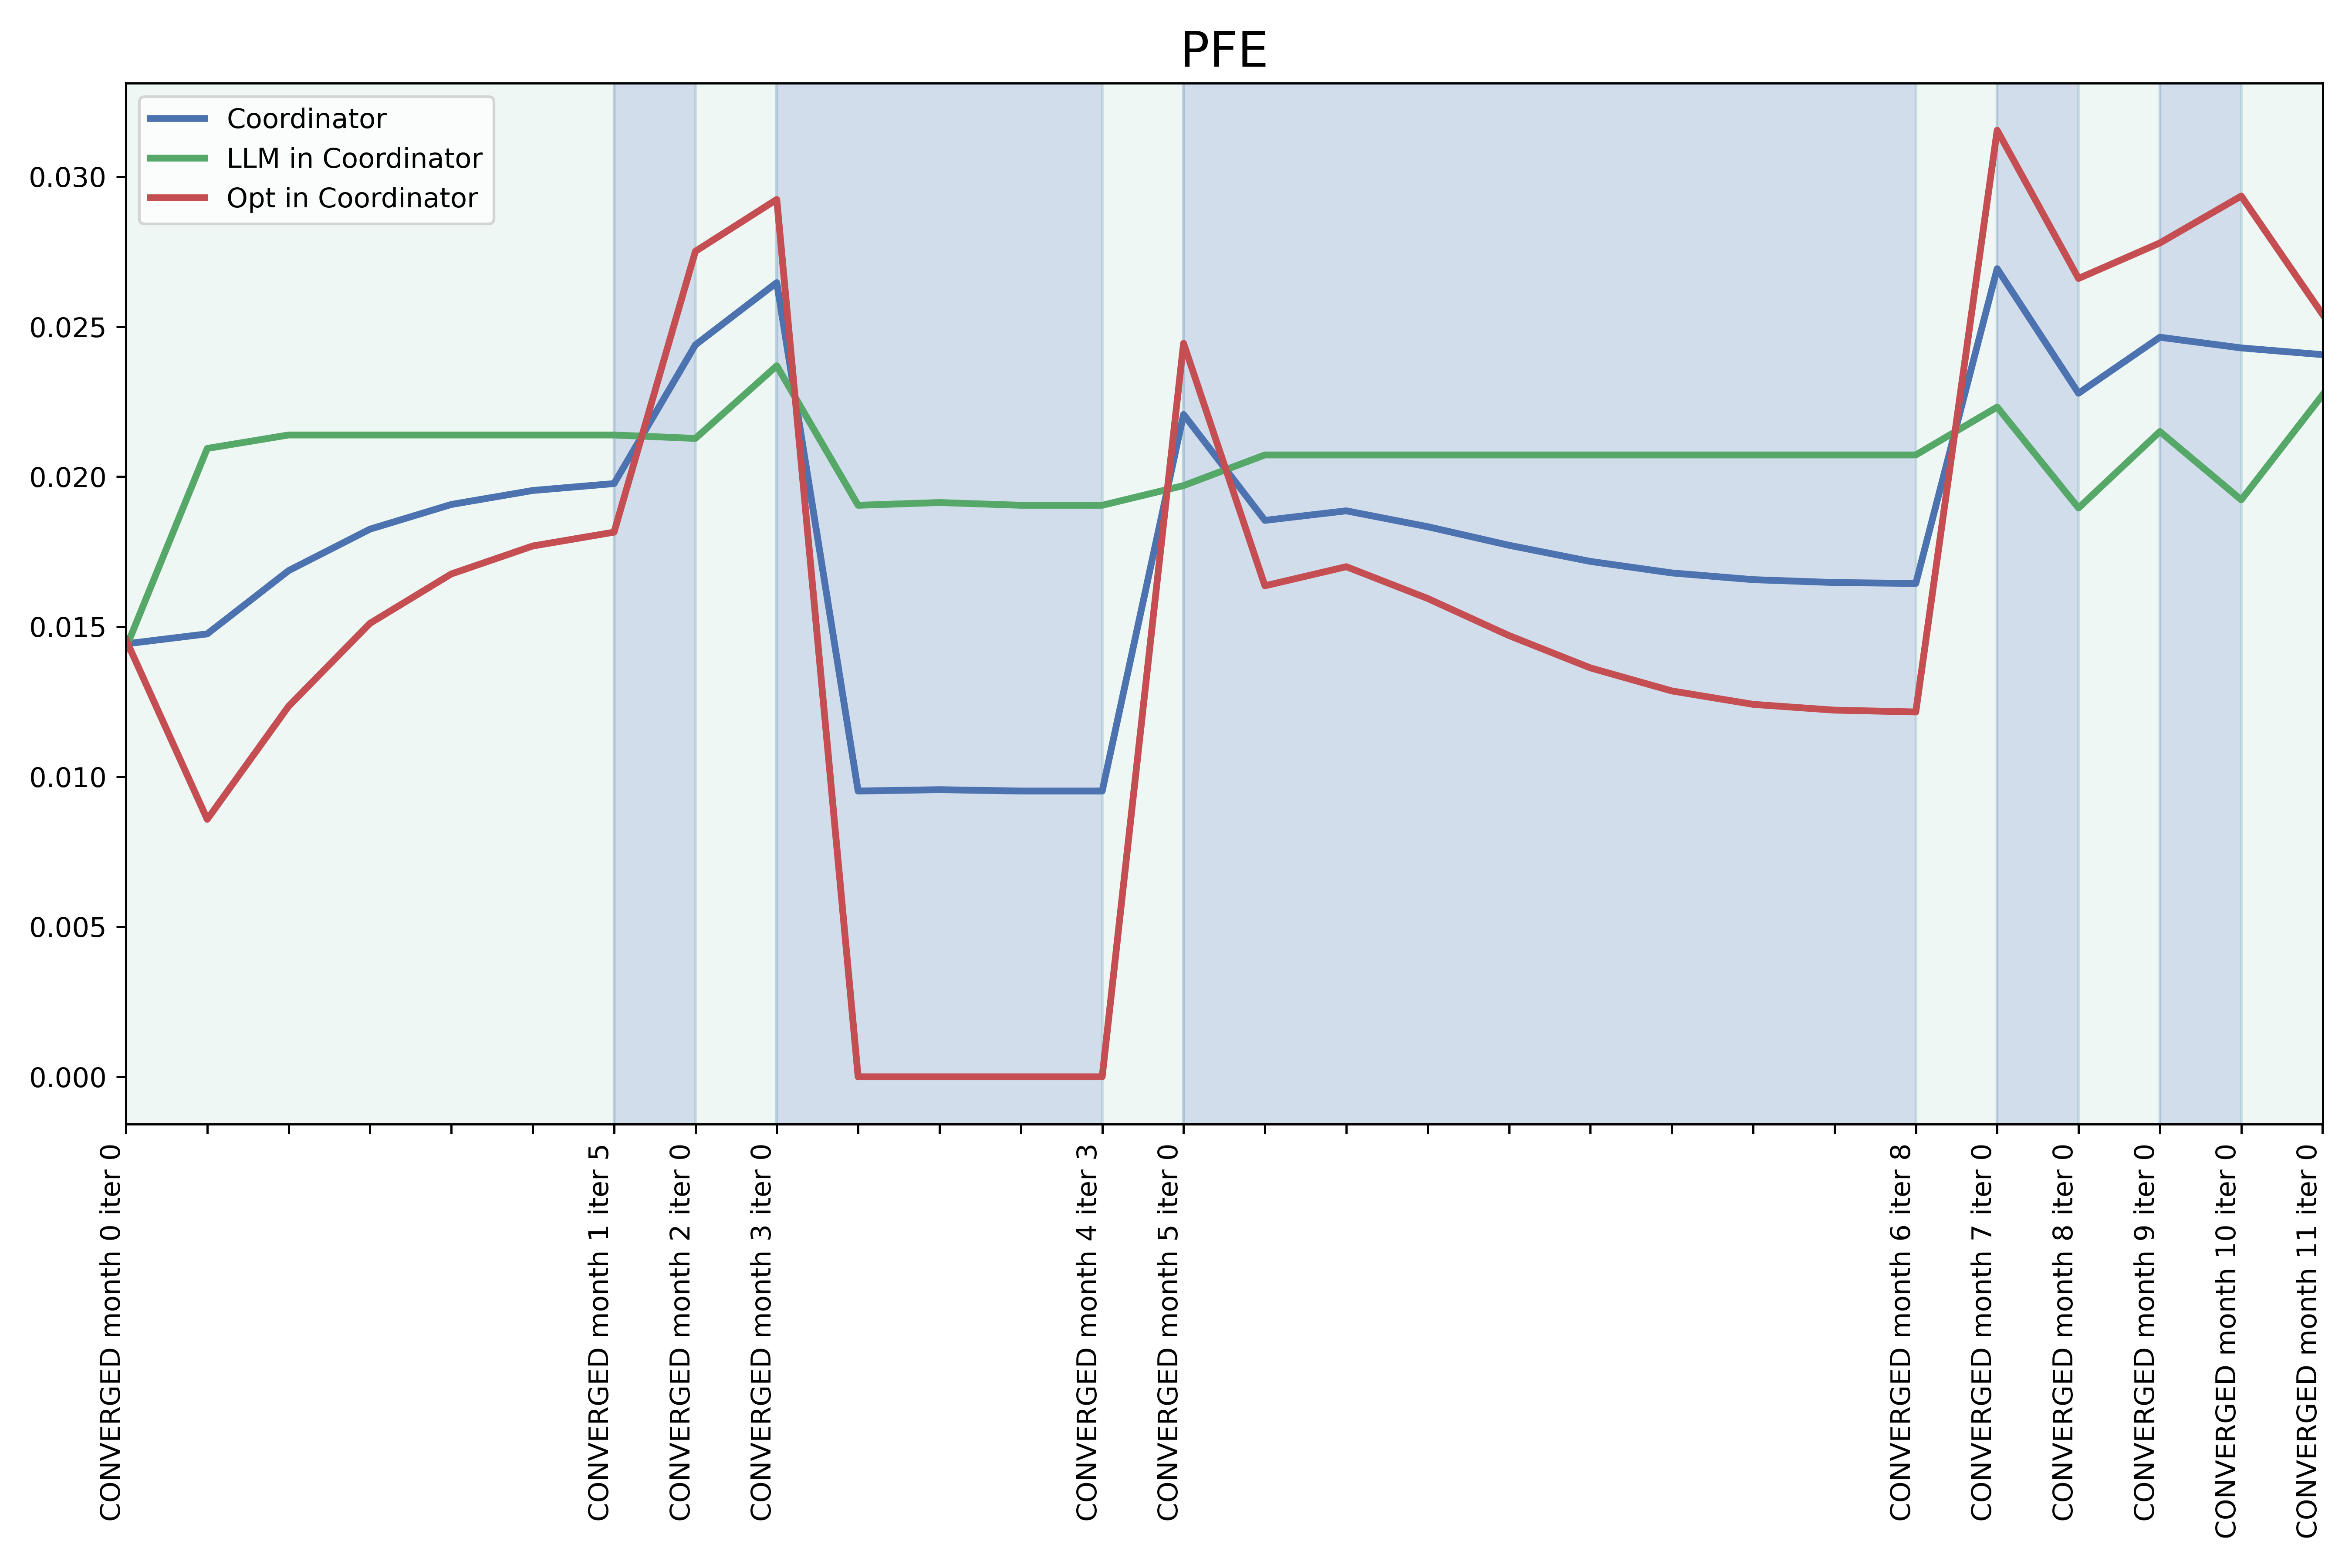 PFE
Coordinator
LLM in Coordinator
Opt in Coordinator
0.030
0.025
0.020
0.015
0.010
0.005
0.000
CONVERGED month 0 iter 0
CONVERGED month 1 iter 5
CONVERGED month 2 iter 0
CONVERGED month 3 iter 0
CONVERGED month 4 iter 3
CONVERGED month 5 iter 0
CONVERGED month 6 iter 8
CONVERGED month 7 iter 0
CONVERGED month 8 iter 0
CONVERGED month 9 iter 0
CONVERGED month 10 iter 0
CONVERGED month 11 iter 0